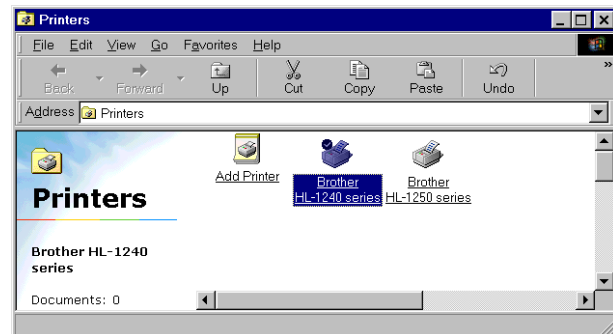 Printers
File Edit View Go Favorites Help
Back Forward Up Cut Copy Paste Undo »
Address Printers
Printers
Brother HL-1240
series
Documents: 0
Add Printer
Brother
HL-1240 series
Brother
HL-1250 series